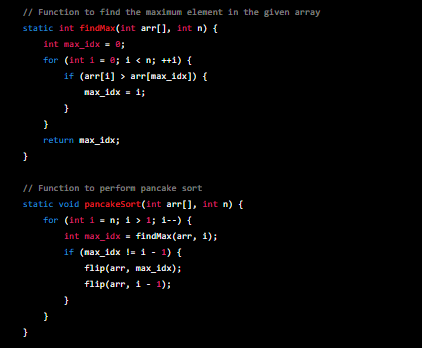 // Function to find the maximum element in the given array
static int findMax(int arr[], int n) {
int max_idx = 0;
for (int i = 0; i < n; ++i) {
if (arr[i] > arr[max_idx]) {
max_idx = i;
}
}
return max_idx;
}
// Function to perform pancake sort
static void pancakeSort(int arr[], int n) {
for (int i = n; i > 1; i--) {
int max_idx = findMax(arr, i);
if (max_idx != i - 1) {
flip(arr, max_idx);
flip(arr, i - 1);
}
}
}